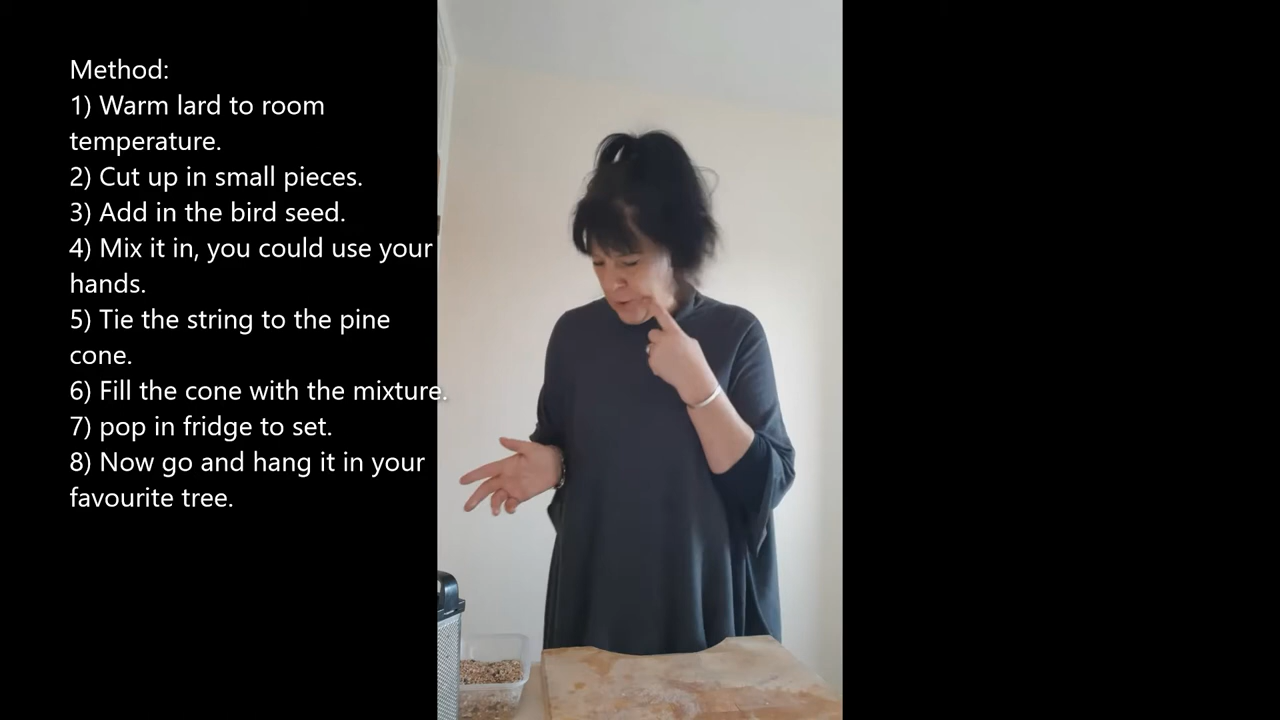 Method:
1) Warm lard to room
temperature.
2) Cut up in small pieces.
3) Add in the bird seed.
4) Mix it in, you could use your
hands.
5) Tie the string to the pine
cone.
6) Fill the cone with the mixture.
7) pop in fridge to set.
8) Now go and hang it in your
favourite tree.